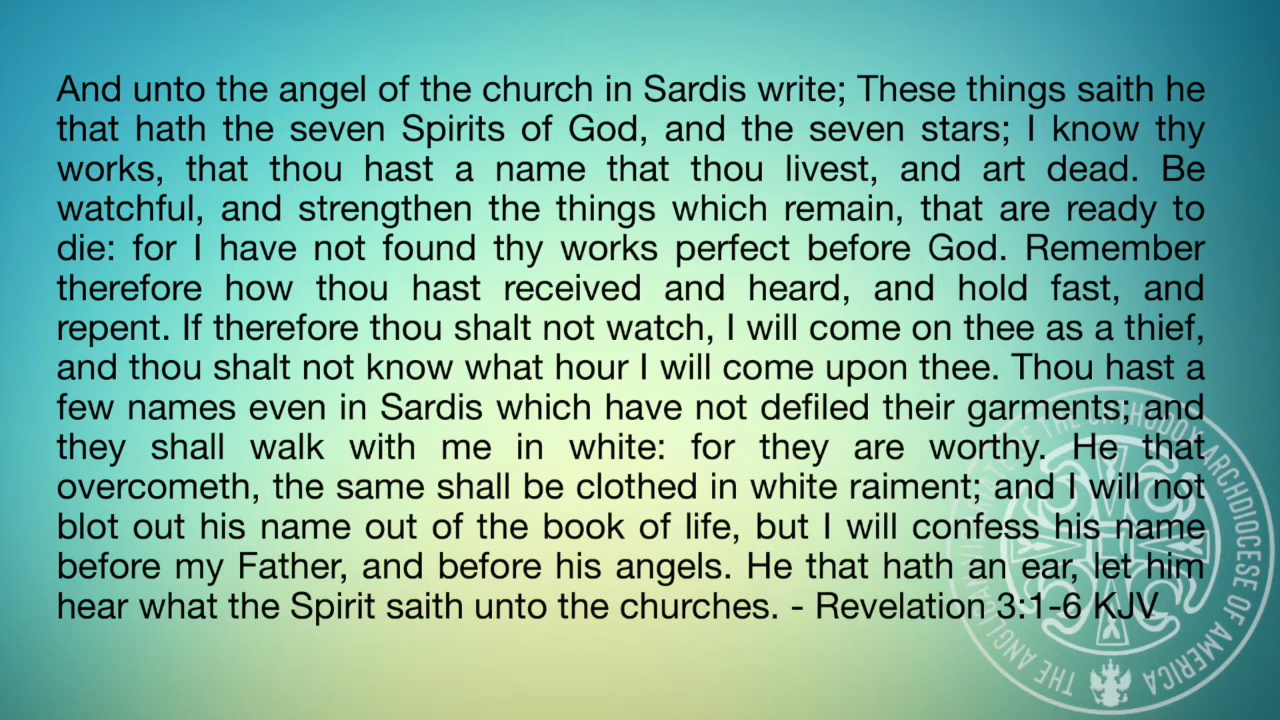 And unto the angel of the church in Sardis write; These things saith he
that hath the seven Spirits of God, and the seven stars; I know thy
works, that thou hast a name that thou livest, and art dead. Be
watchful, and strengthen the things which remain, that are ready to
die: for I have not found thy works perfect before God. Remember
therefore how thou hast received and heard, and hold fast, and
repent. If therefore thou shalt not watch, I will come on thee as a thief,
and thou shalt not know what hour I will come upon thee. Thou hast a
few names even in Sardis which have not defiled their garments; and
they shall walk with me in white: for they are worthy. He that
overcometh, the same shall be clothed in white raiment; and I will not
blot out his name out of the book of life, but I will confess his name
before my Father, and before his angels. He that hath an ear, let him
hear what the Spirit saith unto the churches. - Revelation 3:1-6 KJV
THE ORTHODOX ARCHDIOCESE OF AMERICA